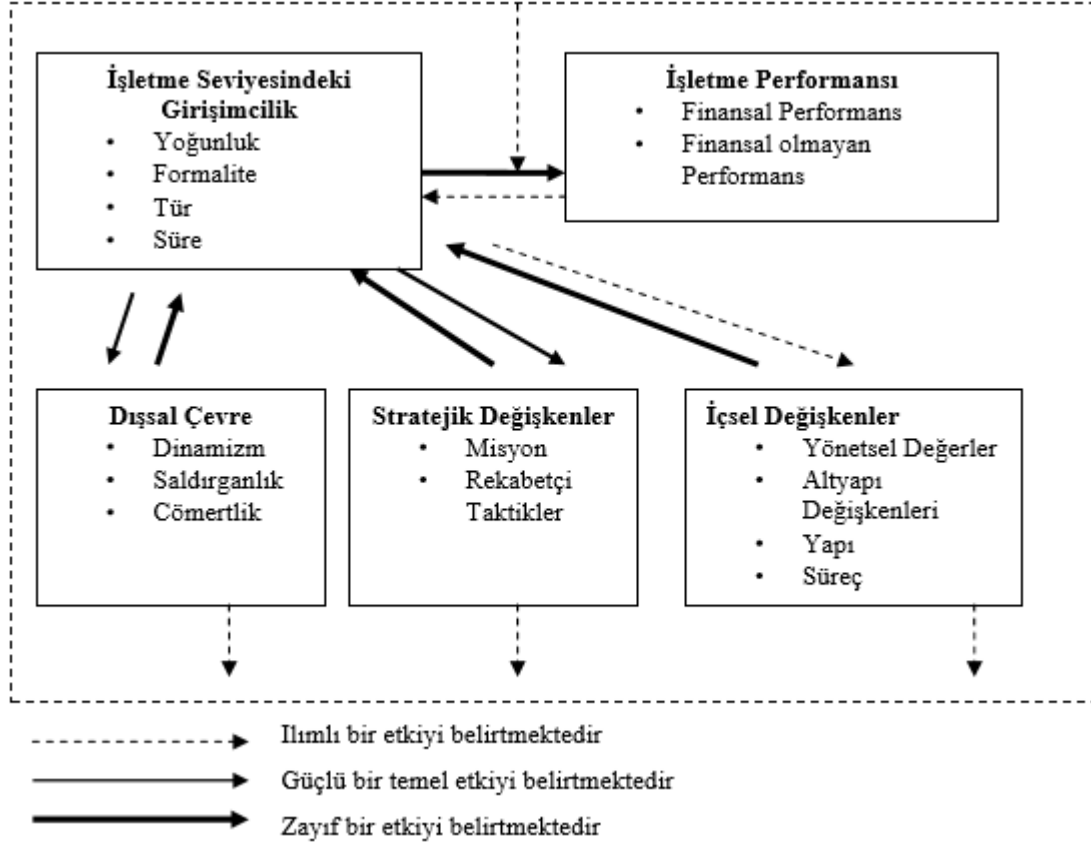 İşletme Seviyesindeki
Girişimcilik
• Yoğunluk
• Formalite
• Tür
• Süre
İşletme Performansı
• Finansal Performans
• Finansal olmayan
Performans
Dışsal Çevre
• Dinamizm
• Saldırganlık
• Cömertlik
Stratejik Değişkenler
• Misyon
• Rekabetçi
Taktikler
İçsel Değişkenler
• Yönetsel Değerler
• Altyapı
Değişkenleri
• Yapı
• Süreç
Ilımlı bir etkiyi belirtmektedir
Güçlü bir temel etkiyi belirtmektedir
Zayıf bir etkiyi belirtmektedir